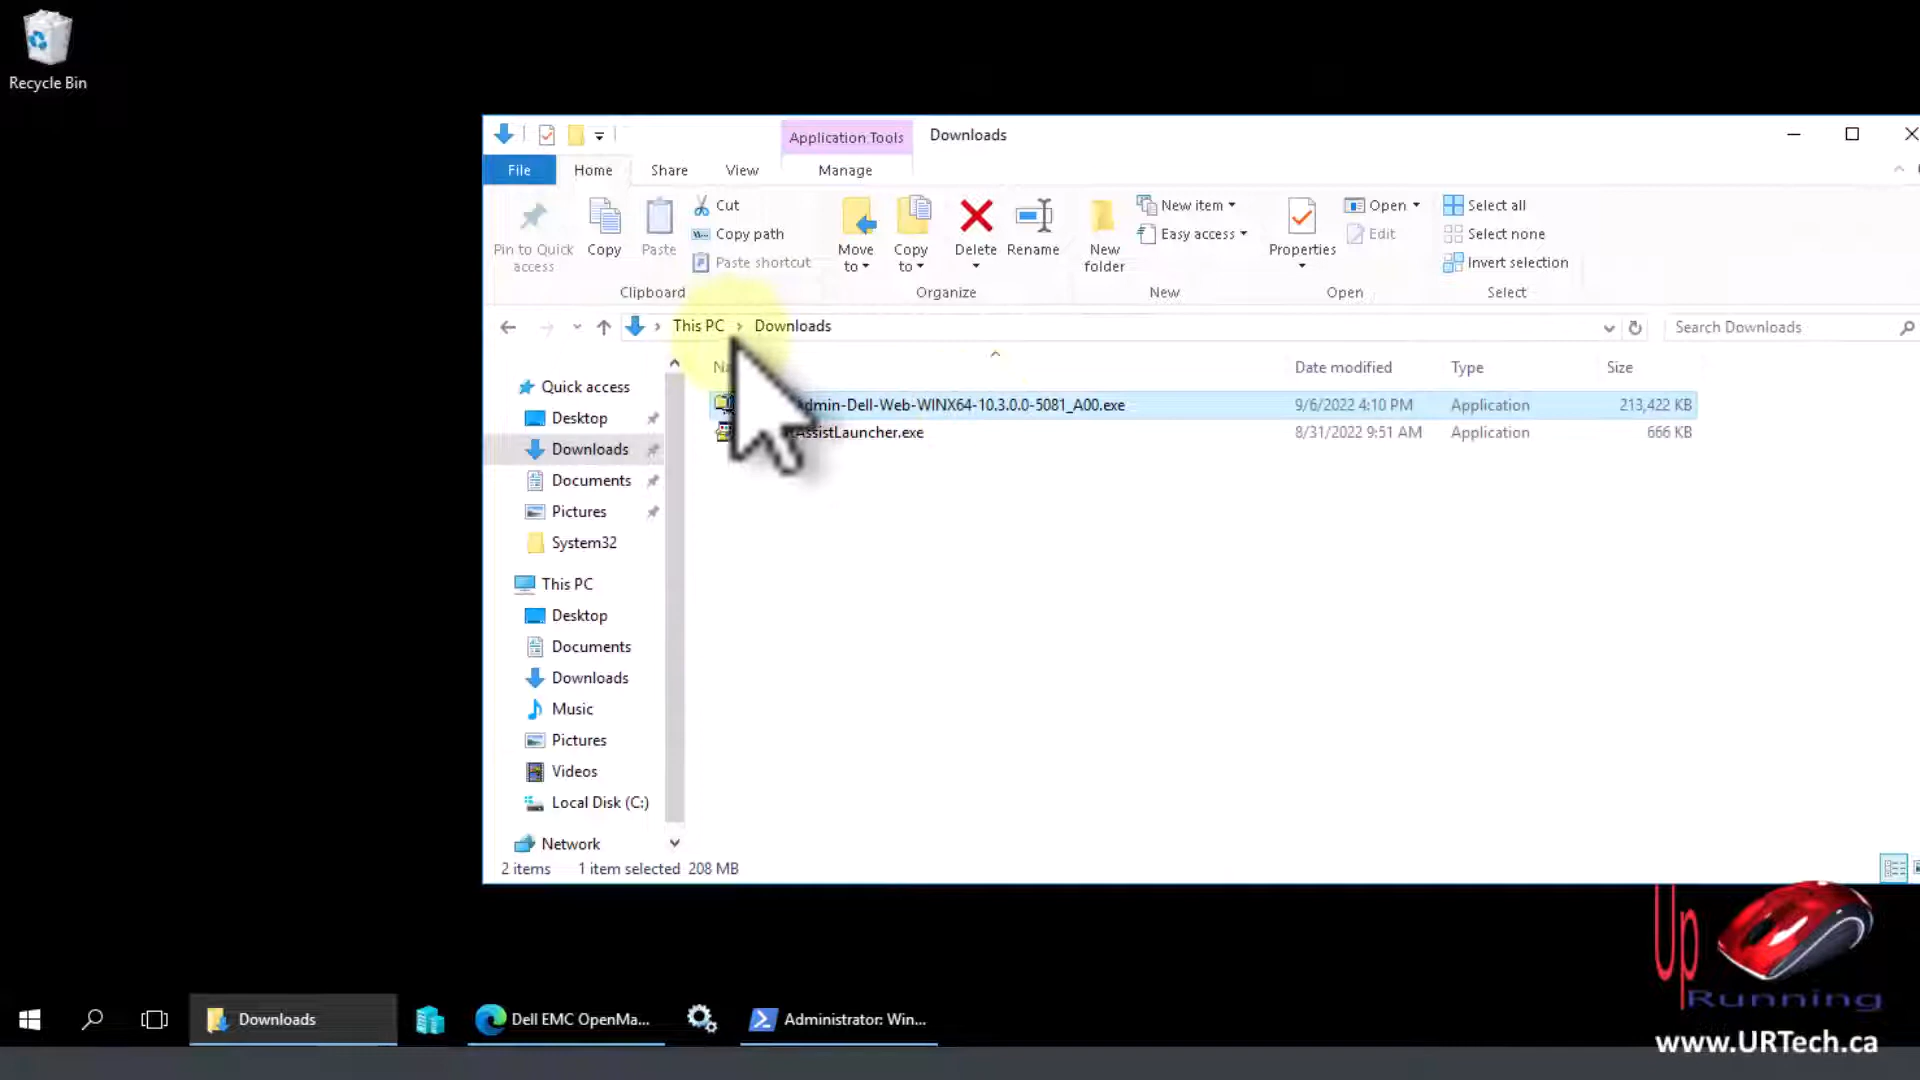 Recycle Bin
Application Tools
Downloads
File
Home
Share
View
Manage
Pin to Quick access
Copy
Paste
Cut
Copy path
Paste shortcut
Clipboard
Move to
Copy to
Delete
Rename
Organize
New folder
New item
Easy access
New
Properties
Open
Edit
Open
Select all
Select none
Invert selection
Select
This PC
Downloads
Search Downloads
Date modified
Type
Size
Admin-Dell-Web-WINX64-10.3.0.0-5081_A00.exe
9/6/2022 4:10 PM
Application
213,422 KB
AssistLauncher.exe
8/31/2022 9:51 AM
Application
666 KB
Quick access
Desktop
Downloads
Documents
Pictures
System32
This PC
Desktop
Documents
Downloads
Music
Pictures
Videos
Local Disk (C:)
Network
2 items
1 item selected 208 MB
Up
Running
www.URTech.ca
Downloads
Dell EMC OpenMa...
Administrator: Win...